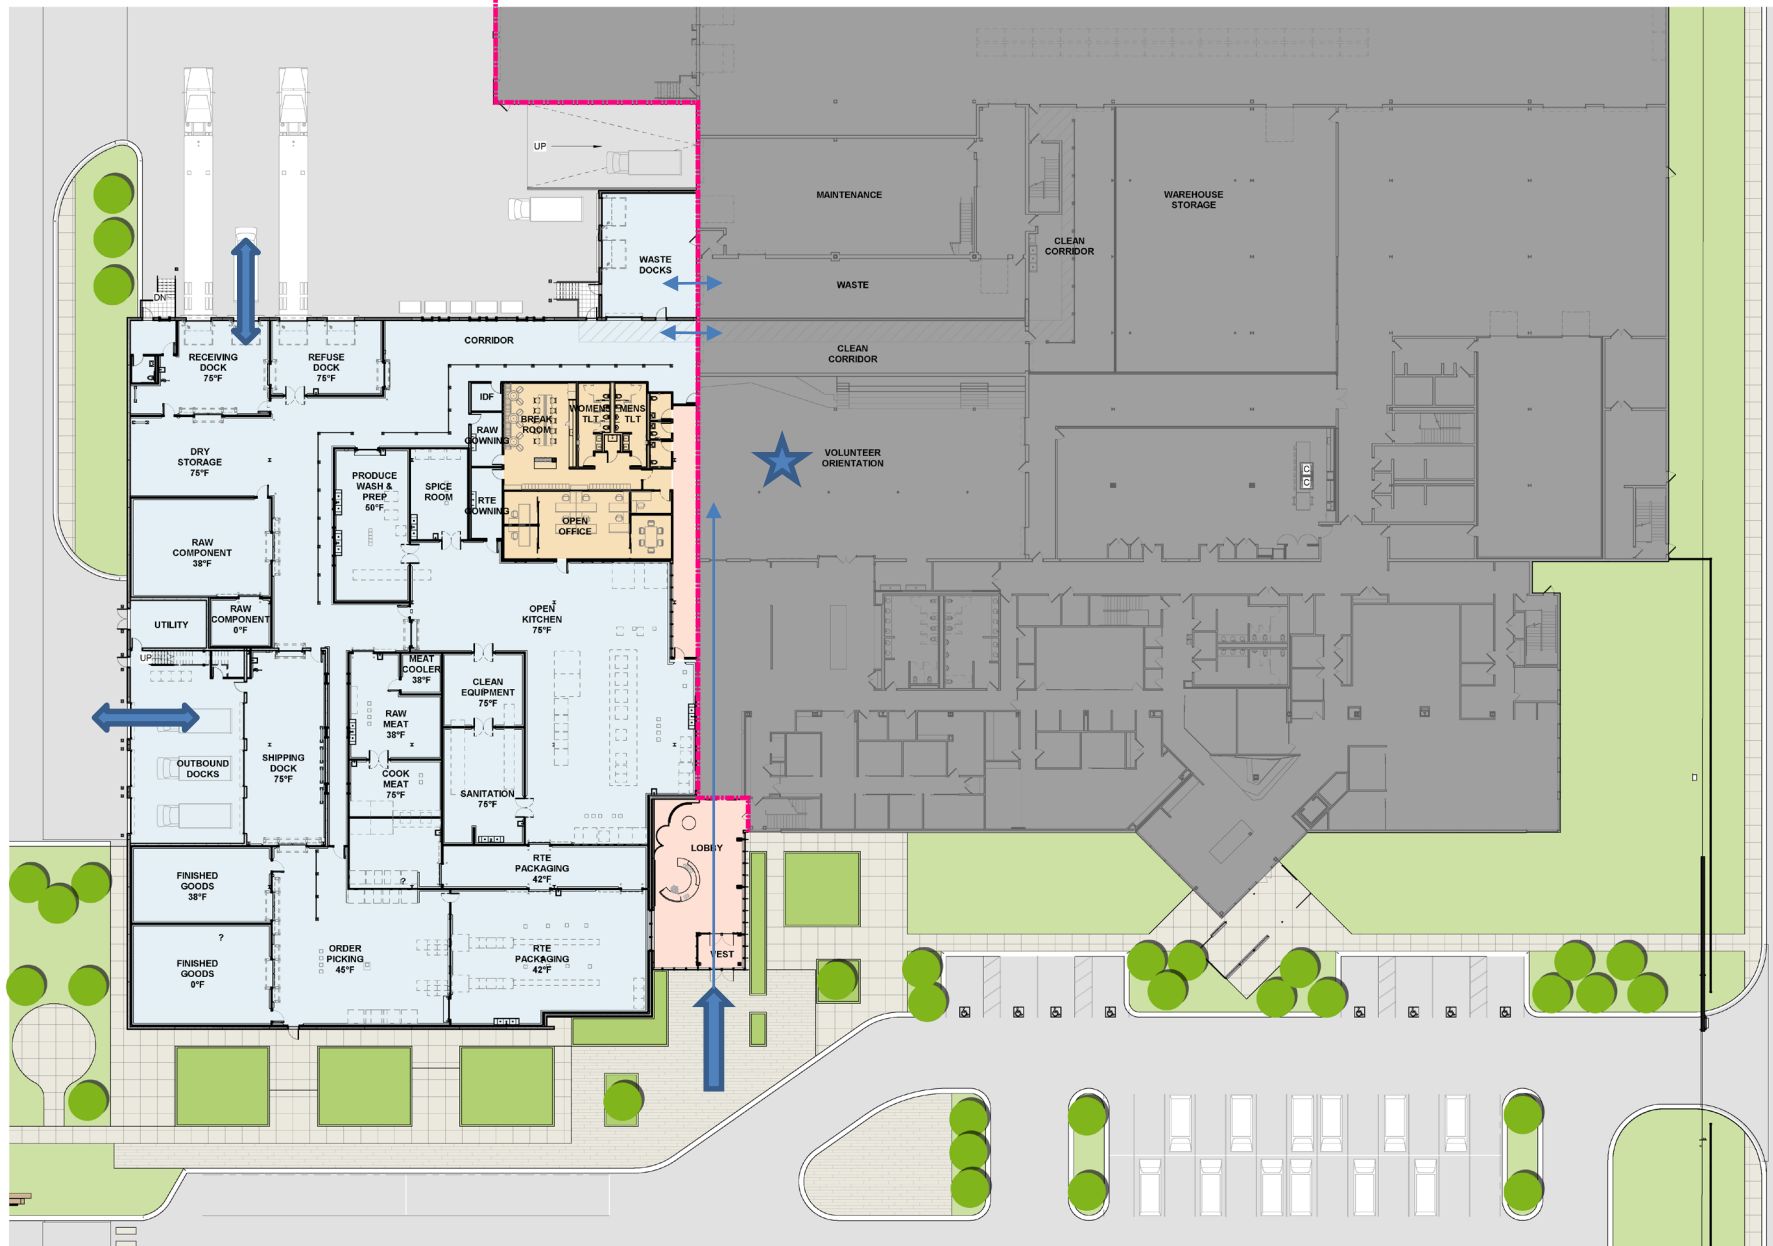 UP
MAINTENANCE
WAREHOUSE
STORAGE
CLEAN
CORRIDOR
WASTE
DOCKS
WASTE
DN
CORRIDOR
CLEAN
CORRIDOR
RECEIVING
DOCK
75°F
REFUSE
DOCK
75°F
IDF
BREAK
ROOM
WOMENS
TLT
MENS
TLT
RAW
GOWNING
DRY
STORAGE
75°F
PRODUCE
WASH &
PREP
50°F
SPICE
ROOM
RTE
GOWNING
OPEN
OFFICE
VOLUNTEER
ORIENTATION
C
C
RAW
COMPONENT
38°F
RAW
COMPONENT
0°F
UTILITY
OPEN
KITCHEN
75°F
UP
MEAT
COOLER
38°F
CLEAN
EQUIPMENT
75°F
RAW
MEAT
38°F
OUTBOUND
DOCKS
SHIPPING
DOCK
75°F
COOK
MEAT
75°F
SANITATION
75°F
LOBBY
RTE
PACKAGING
42°F
FINISHED
GOODS
38°F
?
?
FINISHED
GOODS
0°F
ORDER
PICKING
45°F
RTE
PACKAGING
42°F
VEST